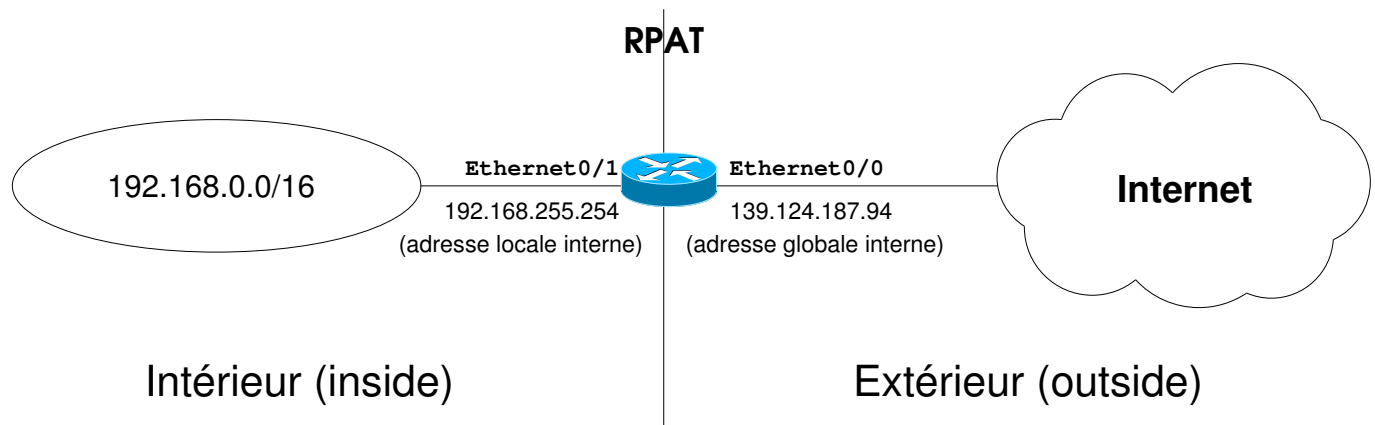 RPAT
Ethernet0/1 Ethernet0/0
192.168.0.0/16 Internet
192.168.255.254 139.124.187.94
(adresse locale interne) (adresse globale interne)
Intérieur (inside) Extérieur (outside)